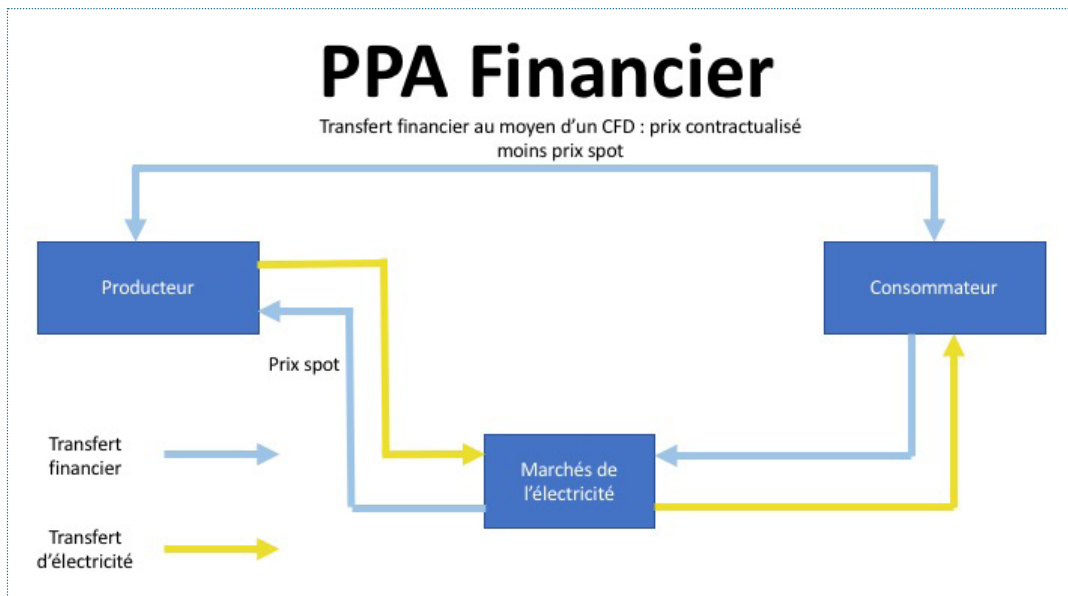 PPA Financier
Transfert financier au moyen d’un CFD : prix contractualisé
moins prix spot
Producteur
Consommateur
Prix spot
Transfert
financier
Marchés de
l’électricité
Transfert
d’électricité